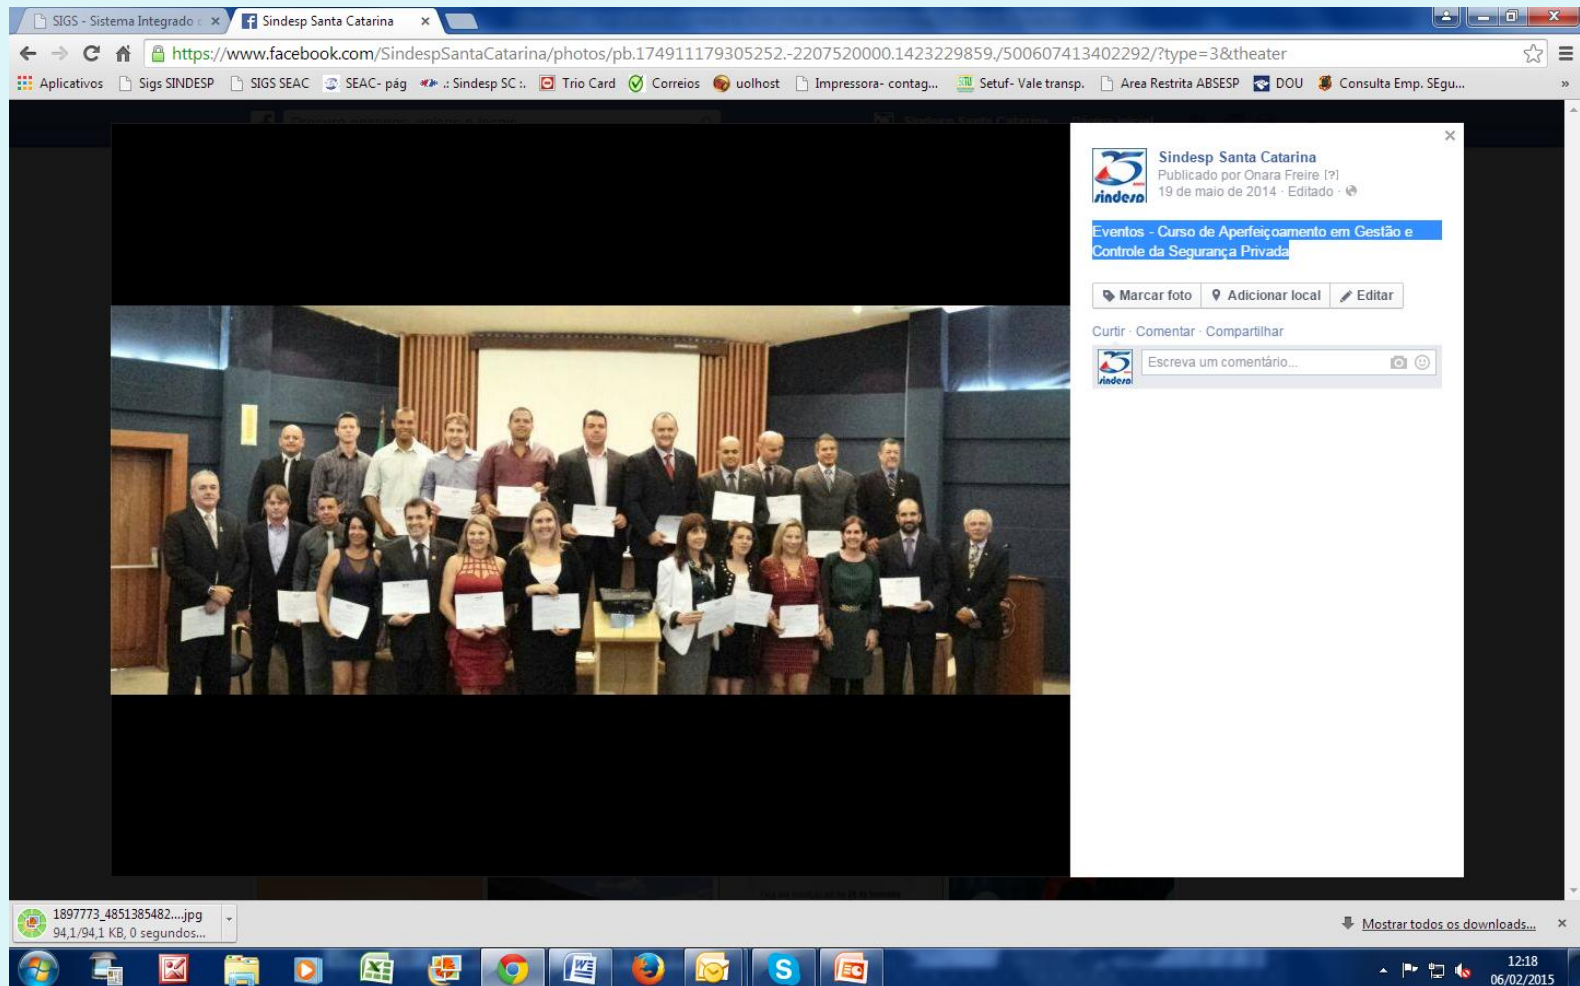 SIGS - Sistema Integrado
Sindesp Santa Catarina
https://www.facebook.com/SindespSantaCatarina/photos/pb.174911179305252.-2207520000.1423229859./500607413402292/?type=3&theater
Aplicativos Sigs SINDESP SIGS SEAC SEAC- pág .: Sindesp SC :. Trio Card Correios uolhost Impressora- contag... Setuf- Vale transp. Area Restrita ABSESP DOU Consulta Emp. SEgu... »
Sindesp Santa Catarina
Publicado por Onara Freire [?]
19 de maio de 2014 · Editado ·
25
sindesp
Eventos - Curso de Aperfeiçoamento em Gestão e
Controle da Segurança Privada
Marcar foto Adicionar local Editar
Curtir · Comentar · Compartilhar
Escreva um comentário...
25
sindesp
1897773_4851385482....jpg
94,1/94,1 KB, 0 segundos...
Mostrar todos os downloads...
12:18
06/02/2015